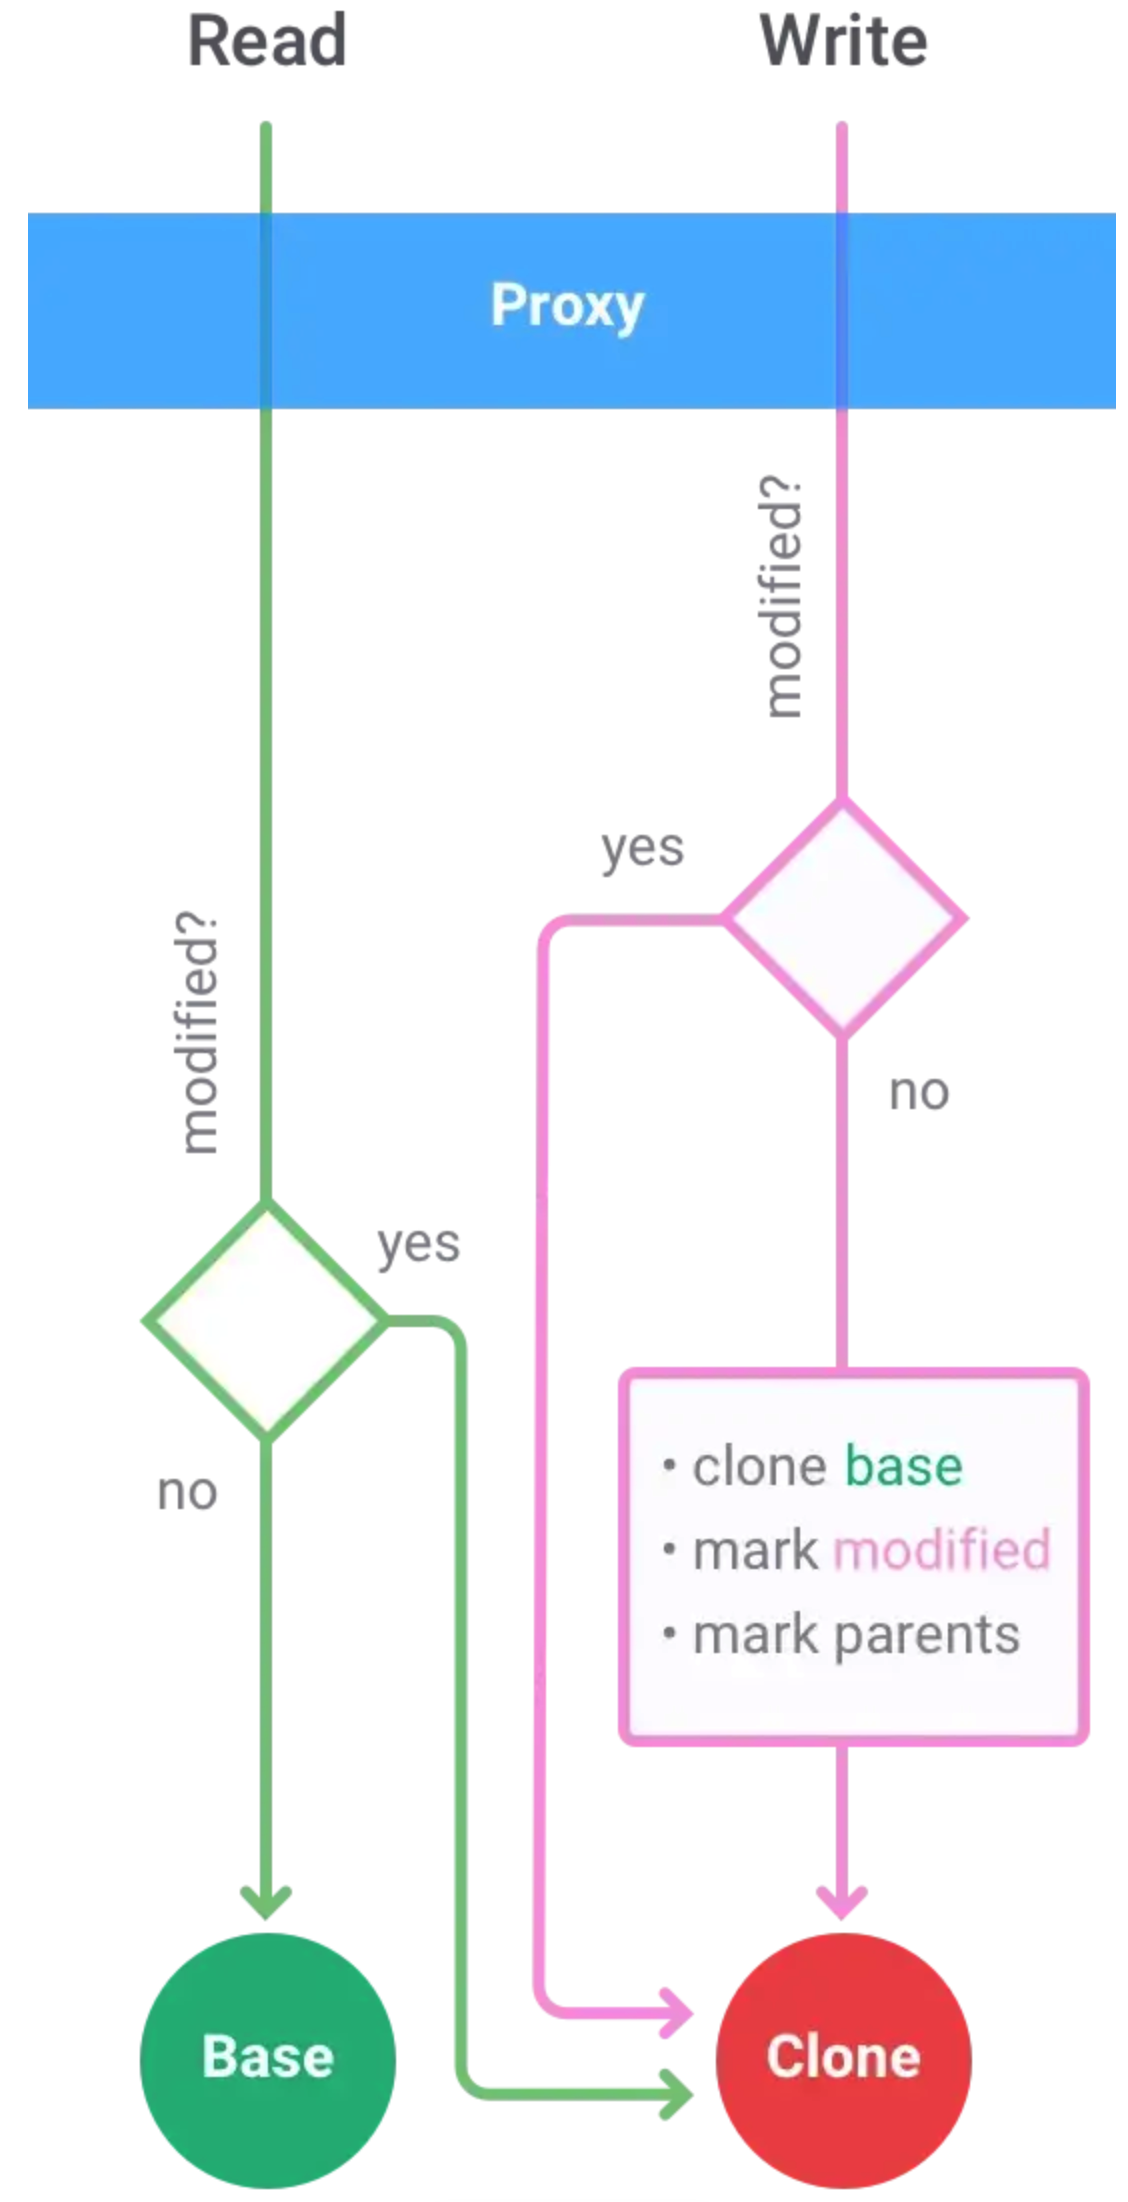 Read
Write
Proxy
modified?
yes
no
modified?
yes
no
• clone base
• mark modified
• mark parents
Base
Clone